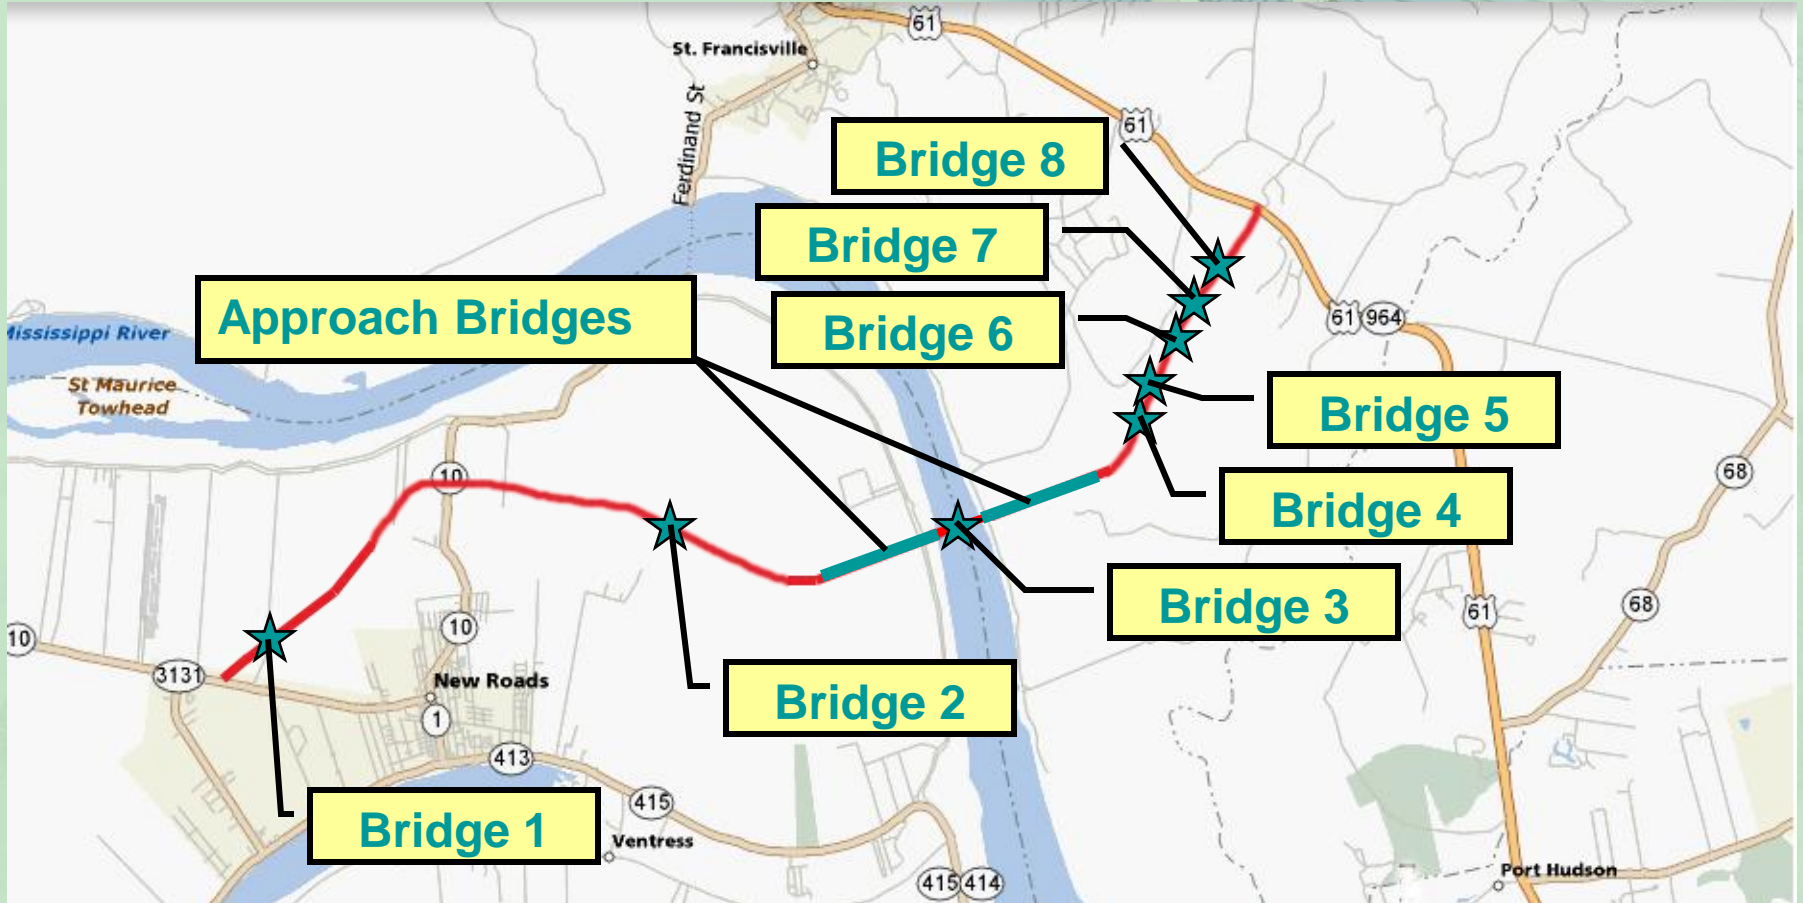 61
St. Francisville
Ferdinand St
61
Bridge 8
Bridge 7
Approach Bridges
Bridge 6
61
964
Mississippi River
St Maurice
Towhead
Bridge 5
10
68
Bridge 4
Bridge 3
61
68
10
10
3131
New Roads
Bridge 2
1
413
415
Bridge 1
Ventress
415
414
Port Hudson